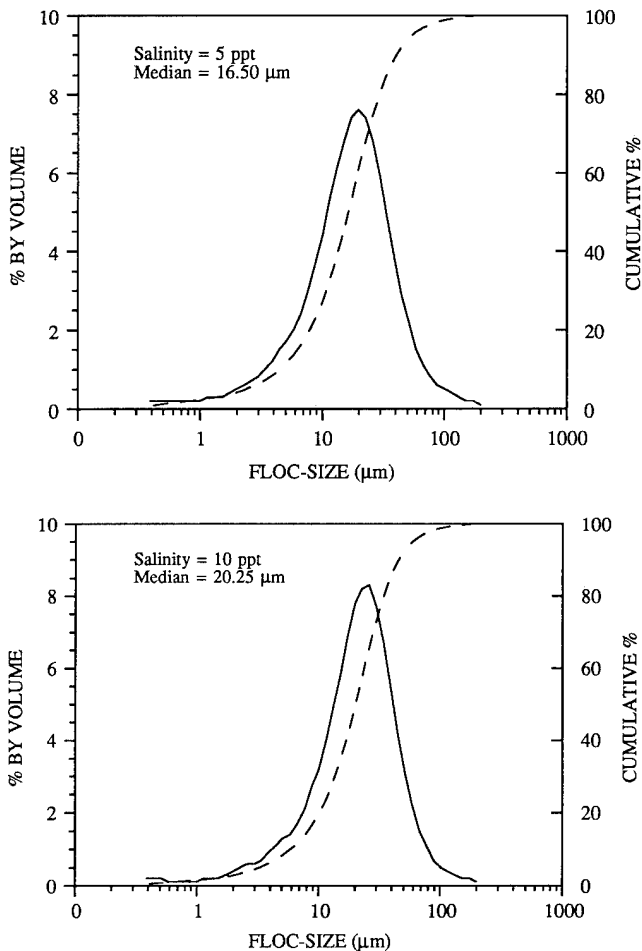 10
8
6
4
2
0
% BY VOLUME
Salinity = 5 ppt
Median = 16.50 µm
100
80
60
40
20
0
CUMULATIVE %
0 1 10 100 1000
FLOC-SIZE (µm)
10
8
6
4
2
0
% BY VOLUME
Salinity = 10 ppt
Median = 20.25 µm
100
80
60
40
20
0
CUMULATIVE %
0 1 10 100 1000
FLOC-SIZE (µm)